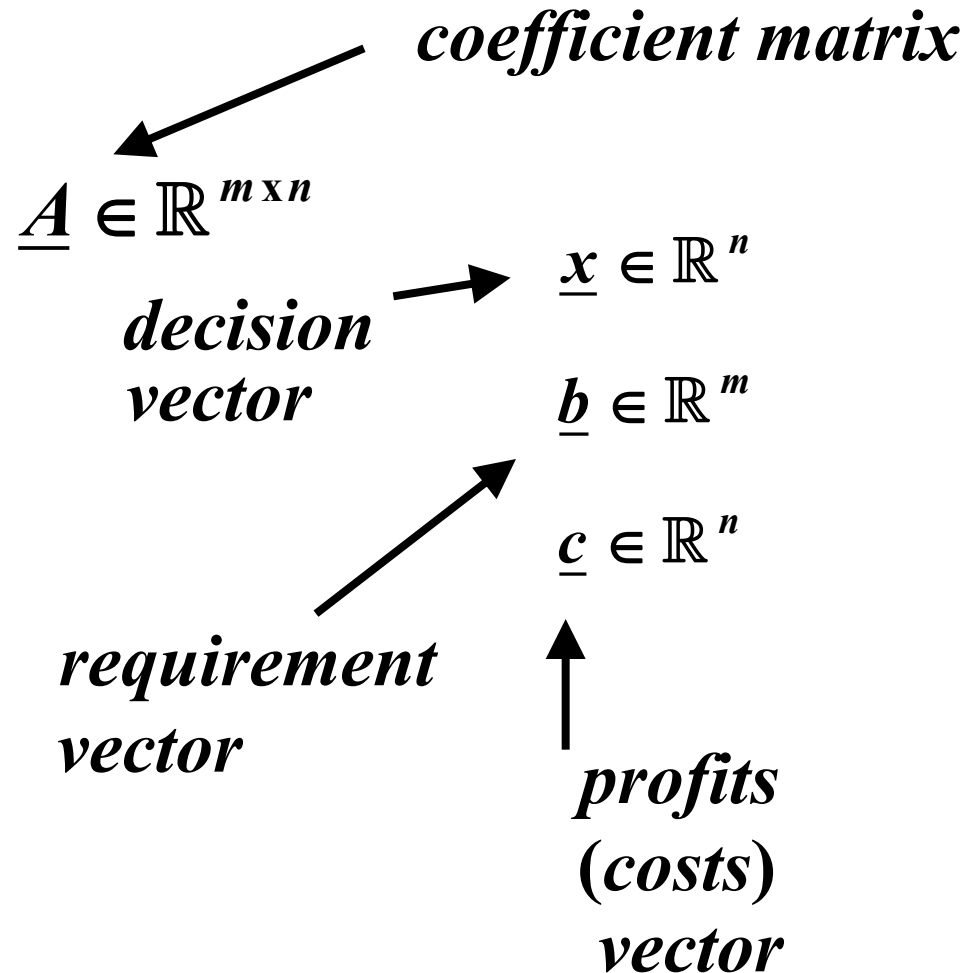 coefficient matrix
A ∈ ℝ^{m x n}
x ∈ ℝ^n
decision
vector
b ∈ ℝ^m
c ∈ ℝ^n
requirement
vector
profits
(costs)
vector